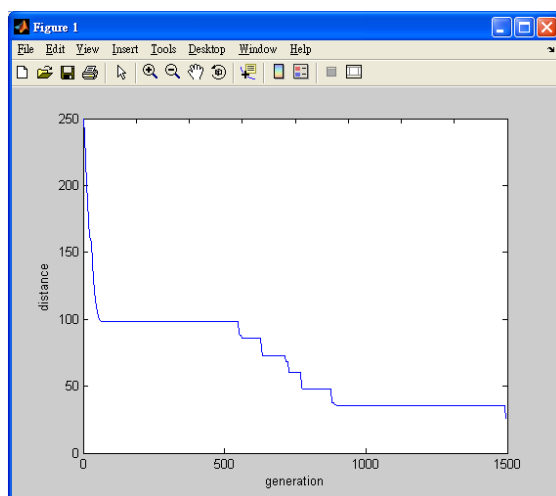 Figure 1
File Edit View Insert Tools Desktop Window Help
250
200
150
100
50
0
distance
0 500 1000 1500
generation